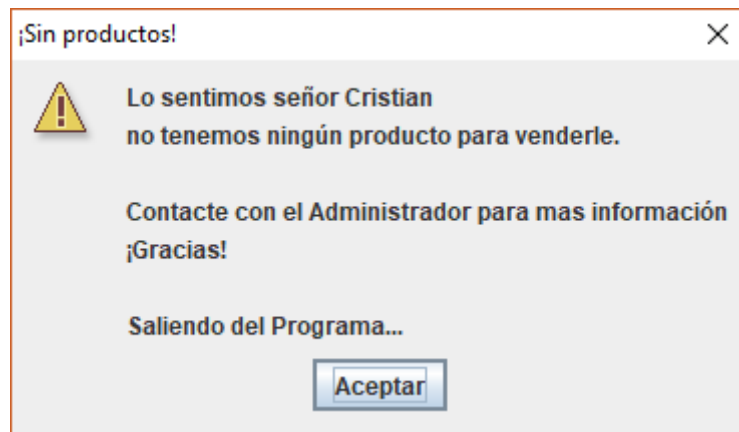 ¡Sin productos!
Lo sentimos señor Cristian
no tenemos ningún producto para venderle.
Contacte con el Administrador para mas información
¡Gracias!
Saliendo del Programa...
Aceptar